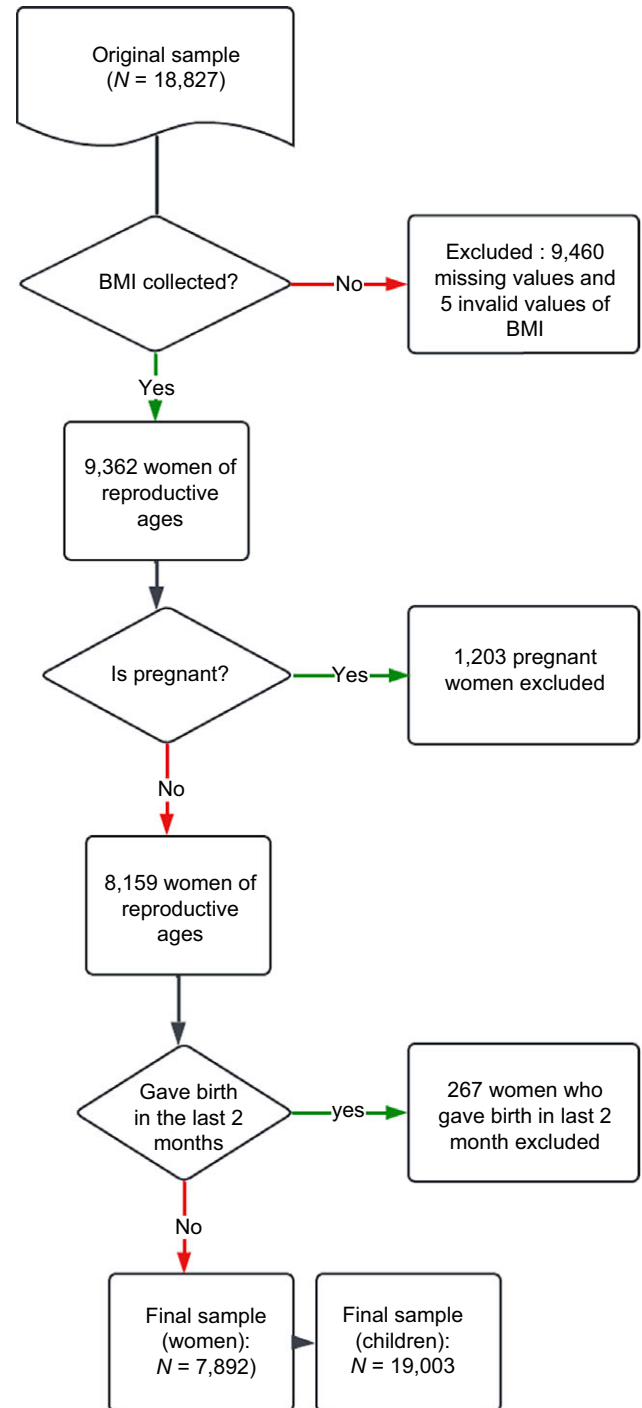 Original sample
(N = 18,827)
BMI collected?
No
Excluded : 9,460
missing values and
5 invalid values of
BMI
Yes
9,362 women of
reproductive
ages
Is pregnant?
Yes
1,203 pregnant
women excluded
No
8,159 women of
reproductive
ages
Gave birth
in the last 2
months
yes
267 women who
gave birth in last 2
month excluded
No
Final sample
(women):
N = 7,892)
Final sample
(children):
N = 19,003